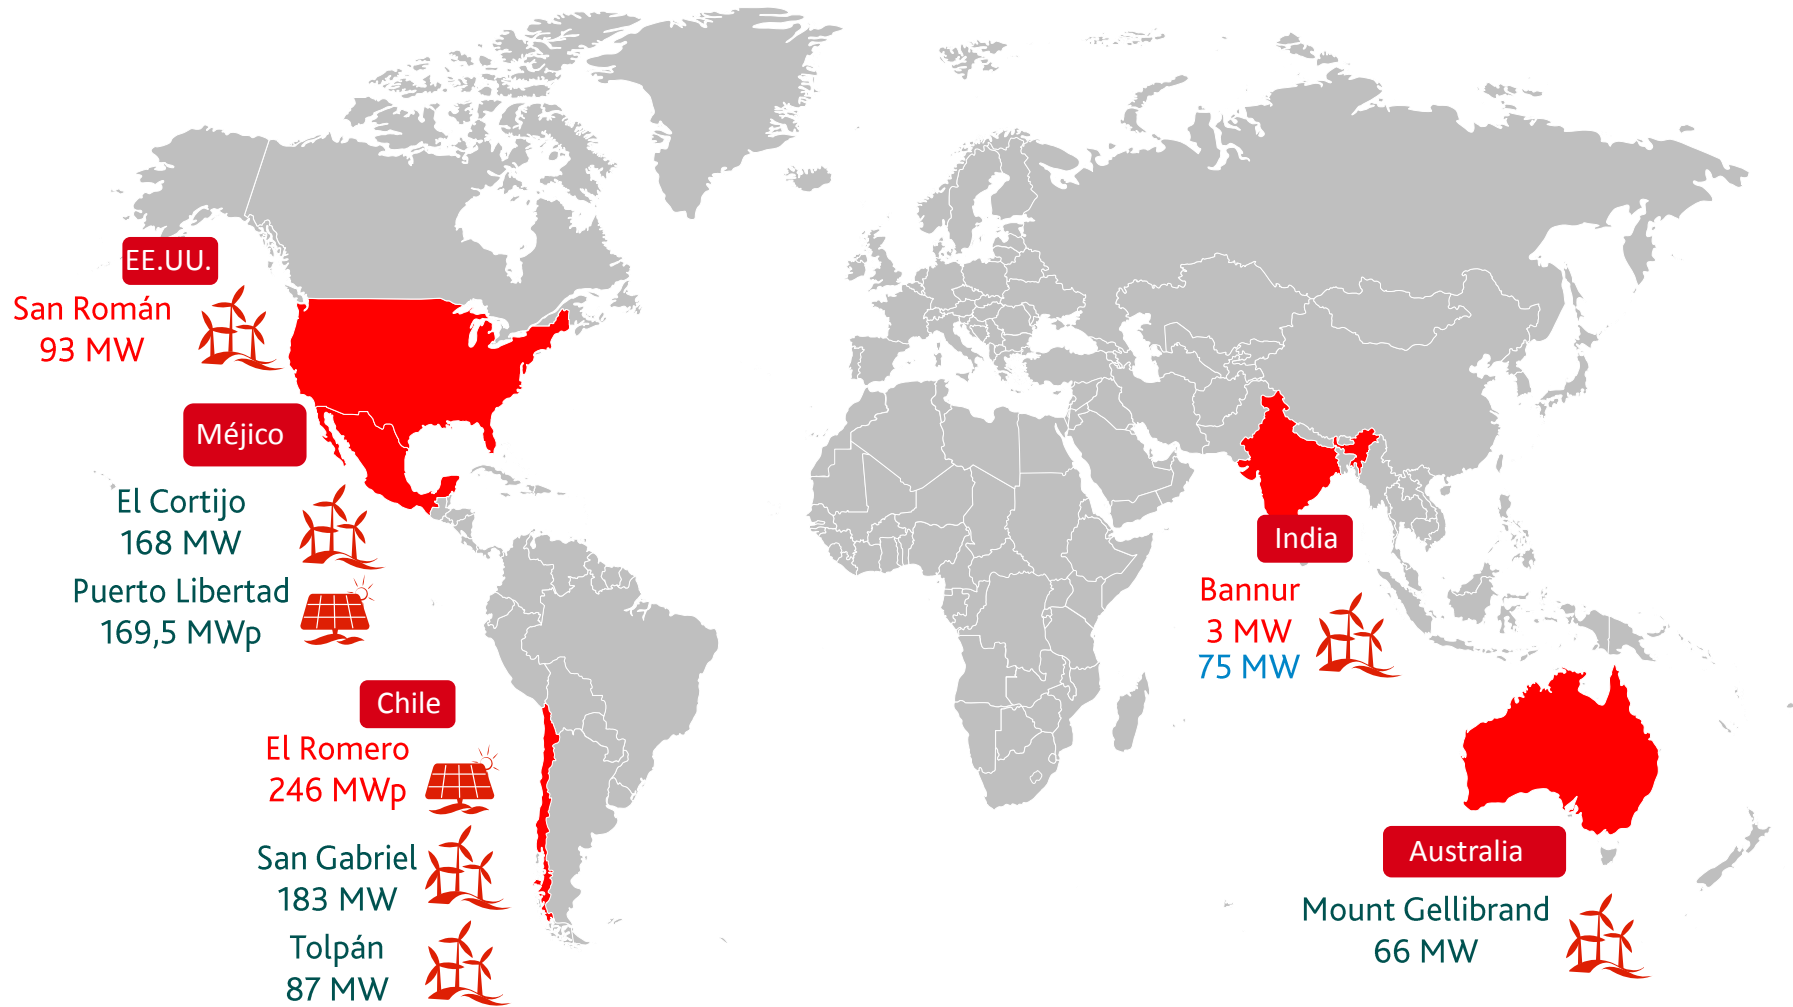 EE.UU.
San Román
93 MW
Méjico
El Cortijo
168 MW
Puerto Libertad
169,5 MWp
Chile
El Romero
246 MWp
San Gabriel
183 MW
Tolpán
87 MW
India
Bannur
3 MW
75 MW
Australia
Mount Gellibrand
66 MW